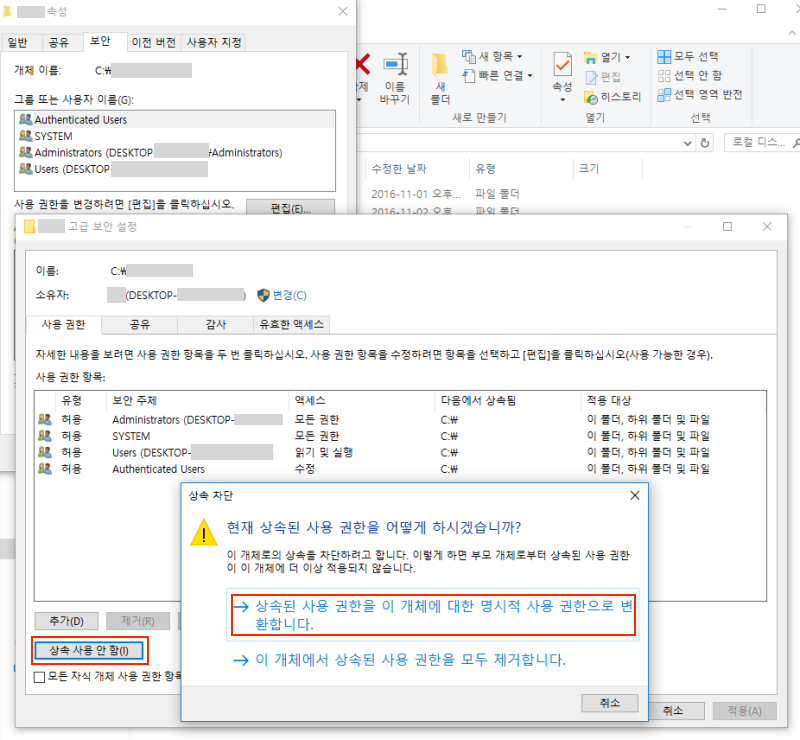 속성
일반 공유 보안 이전 버전 사용자 지정
개체 이름: C:₩
그룹 또는 사용자 이름(G):
Authenticated Users
SYSTEM
Administrators (DESKTOP ₩Administrators)
Users (DESKTOP-
사용 권한을 변경하려면 [편집]을 클릭하십시오. 편집(E)...
이름
바꾸기
새
폴더
새 항목
빠른 연결
새로 만들기
속성
열기
편집
히스토리
열기
모두 선택
선택 안 함
선택 영역 반전
선택
로컬 디스...
수정한 날짜 유형 크기
2016-11-01 오후... 파일 폴더
2016-11-02 오후... 파일 폴더
고급 보안 설정
이름: C:₩
소유자: (DESKTOP- ) 변경(C)
사용 권한 공유 감사 유효한 액세스
자세한 내용을 보려면 사용 권한 항목을 두 번 클릭하십시오. 사용 권한 항목을 수정하려면 항목을 선택하고 [편집]을 클릭하십시오(사용 가능한 경우).
사용 권한 항목:
유형 보안 주체 액세스 다음에서 상속됨 적용 대상
허용 Administrators (DESKTOP- 모든 권한 C:₩ 이 폴더, 하위 폴더 및 파일
허용 SYSTEM 모든 권한 C:₩ 이 폴더, 하위 폴더 및 파일
허용 Users (DESKTOP- 읽기 및 실행 C:₩ 이 폴더, 하위 폴더 및 파일
허용 Authenticated Users 수정 C:₩ 이 폴더, 하위 폴더 및 파일
상속 차단
현재 상속된 사용 권한을 어떻게 하시겠습니까?
이 개체로의 상속을 차단하려고 합니다. 이렇게 하면 부모 개체로부터 상속된 사용 권한
이 이 개체에 더 이상 적용되지 않습니다.
상속된 사용 권한을 이 개체에 대한 명시적 사용 권한으로 변
환합니다.
이 개체에서 상속된 사용 권한을 모두 제거합니다.
취소
추가(D) 제거(R)
상속 사용 안 함(I)
모든 자식 개체 사용 권한 항목
취소 적용(A)